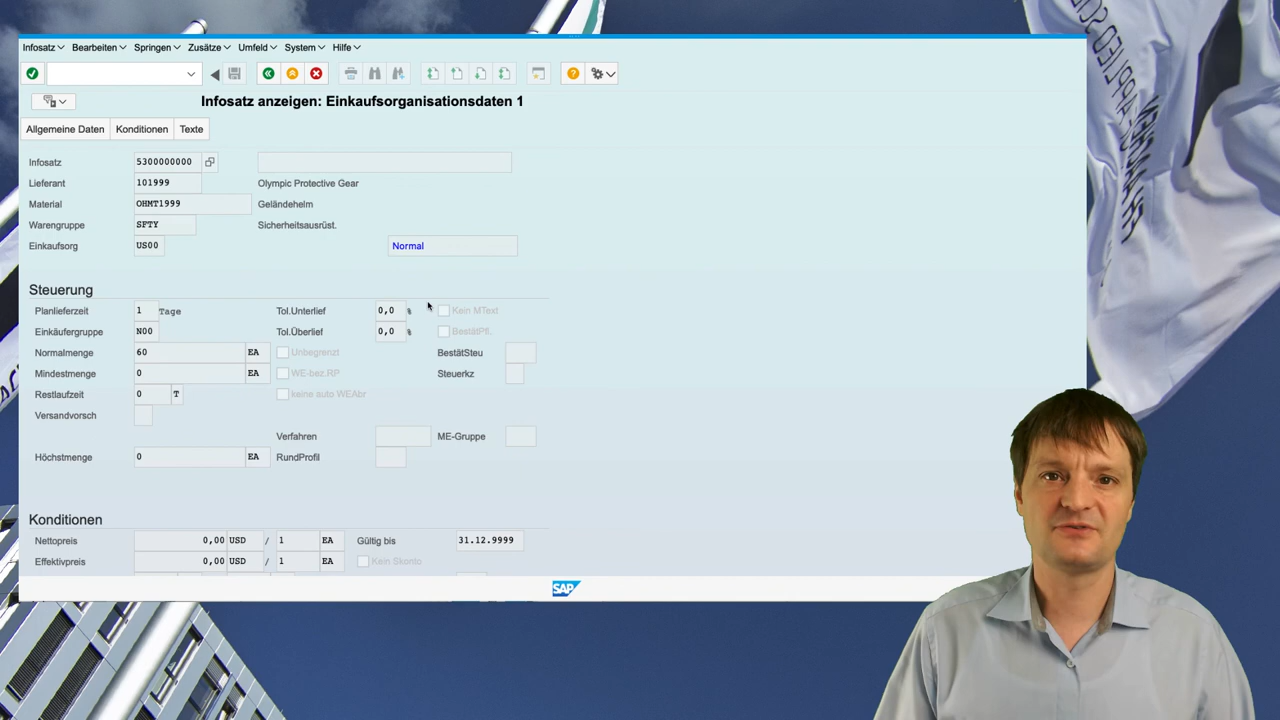 Infosatz Bearbeiten Springen Zusätze Umfeld System Hilfe
Infosatz anzeigen: Einkaufsorganisationsdaten 1
Allgemeine Daten Konditionen Texte
Infosatz 5300000000
Lieferant 101999 Olympic Protective Gear
Material OHMT1999 Geländehelm
Warengruppe SFTY Sicherheitsausrüst.
Einkaufsorg US00 Normal
Steuerung
Planlieferzeit 1 Tage Tol.Unterlief 0,0 % Kein MText
Einkäufergruppe N00 Tol.Überlief 0,0 % BestätPfl.
Normalmenge 60 EA Unbegrenzt BestätSteu
Mindestmenge 0 EA WE-bez.RP Steuerkz
Restlaufzeit 0 T keine auto WEAbr
Versandvorsch
Verfahren ME-Gruppe
Höchstmenge 0 EA RundProfil
Konditionen
Nettopreis 0,00 USD / 1 EA Gültig bis 31.12.9999
Effektivpreis 0,00 USD / 1 EA Kein Skonto
SAP